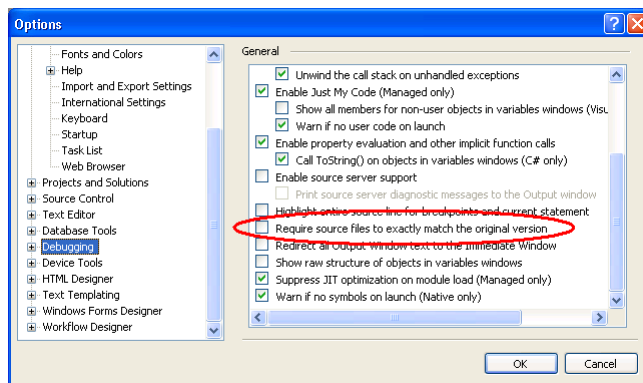 Options
Fonts and Colors
Help
Import and Export Settings
International Settings
Keyboard
Startup
Task List
Web Browser
Projects and Solutions
Source Control
Text Editor
Database Tools
Debugging
Device Tools
HTML Designer
Text Templating
Windows Forms Designer
Workflow Designer
General
Unwind the call stack on unhandled exceptions
Enable Just My Code (Managed only)
Show all members for non-user objects in variables windows (Visu
Warn if no user code on launch
Enable property evaluation and other implicit function calls
Call ToString() on objects in variables windows (C# only)
Enable source server support
Print source server diagnostic messages to the Output window
Highlight entire source line for breakpoints and current statement
Require source files to exactly match the original version
Redirect all Output Window text to the Immediate Window
Show raw structure of objects in variables windows
Suppress JIT optimization on module load (Managed only)
Warn if no symbols on launch (Native only)
OK
Cancel